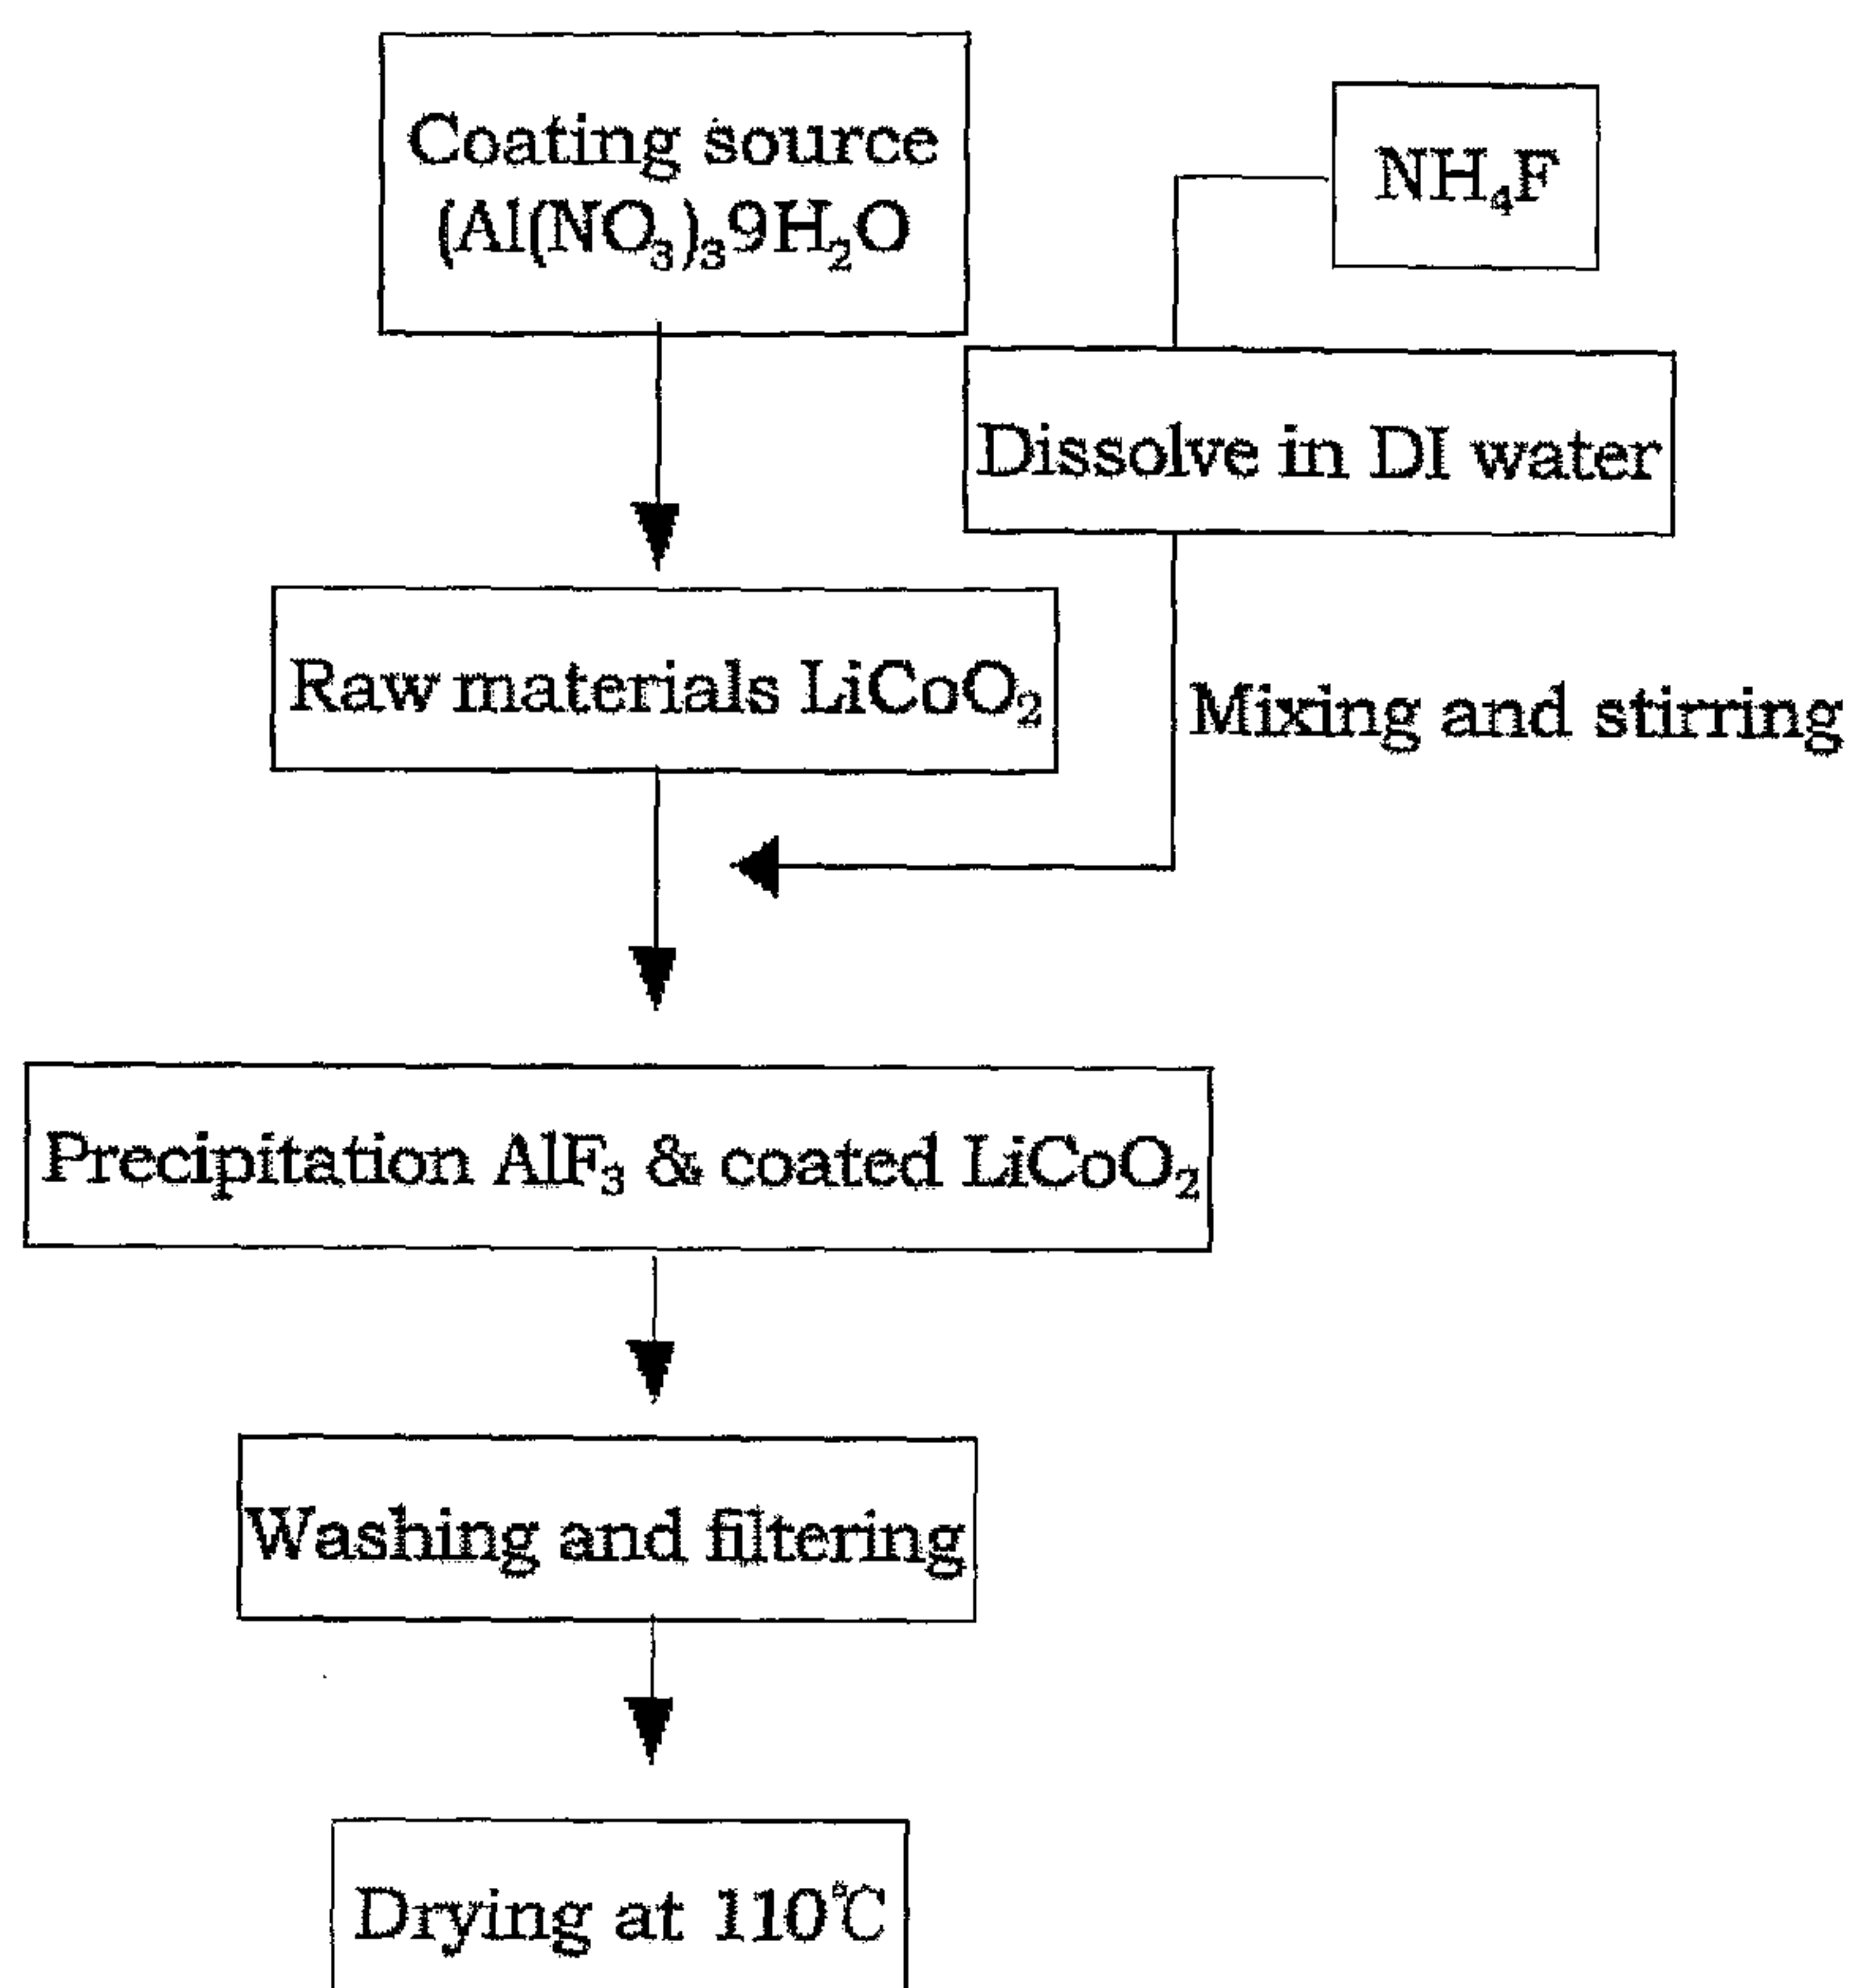 Coating source
(Al(NO₃)₃9H₂O
NH₄F
Dissolve in DI water
Raw materials LiCoO₂
Mixing and stirring
Precipitation AlF₃ & coated LiCoO₂
Washing and filtering
Drying at 110°C